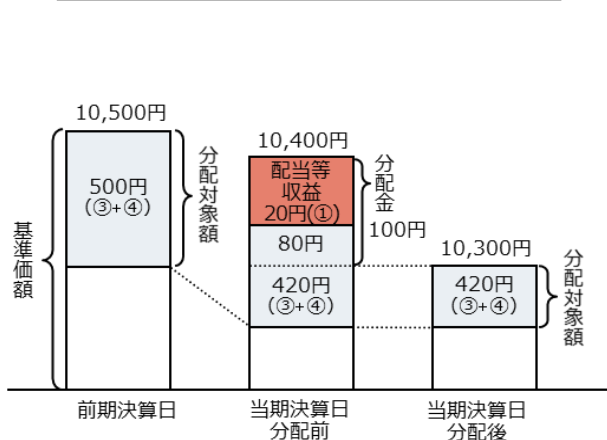 10,500円
500円
(③+④)
分配対象額
基準価額
10,400円
配当等
収益
20円(①)
80円
420円
(③+④)
分配金
100円
10,300円
420円
(③+④)
分配対象額
前期決算日
当期決算日
分配前
当期決算日
分配後